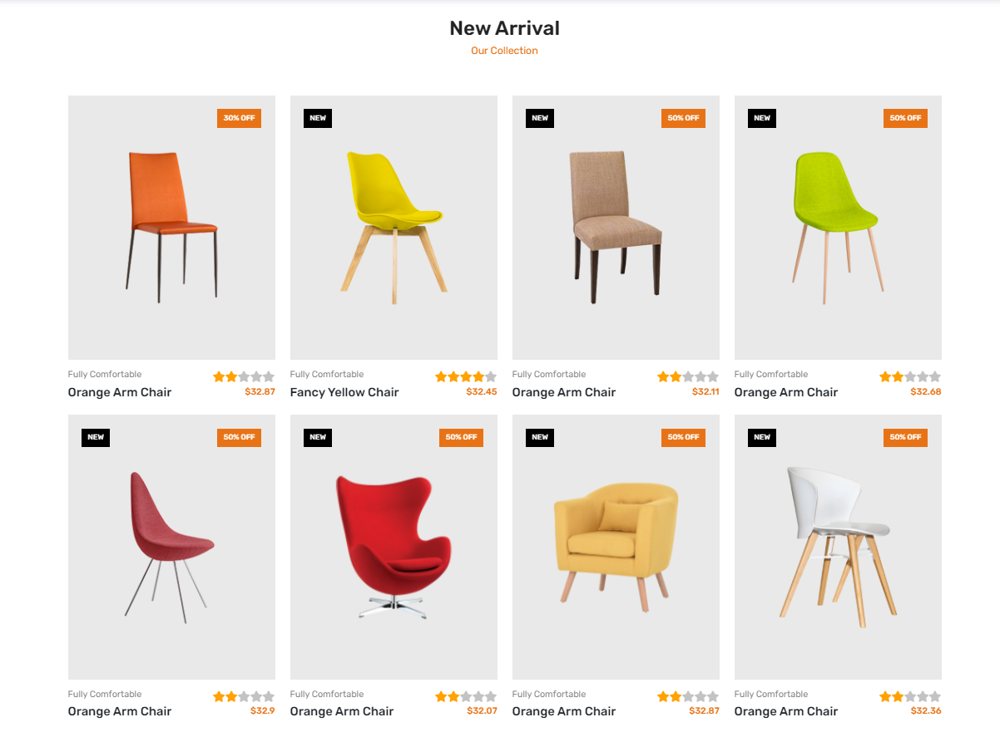 New Arrival
Our Collection
30% OFF
NEW
NEW
50% OFF
NEW
50% OFF
Fully Comfortable
Orange Arm Chair
$32.87
Fully Comfortable
Fancy Yellow Chair
$32.45
Fully Comfortable
Orange Arm Chair
$32.11
Fully Comfortable
Orange Arm Chair
$32.68
NEW
50% OFF
NEW
50% OFF
NEW
50% OFF
NEW
50% OFF
Fully Comfortable
Orange Arm Chair
$32.9
Fully Comfortable
Orange Arm Chair
$32.07
Fully Comfortable
Orange Arm Chair
$32.87
Fully Comfortable
Orange Arm Chair
$32.36